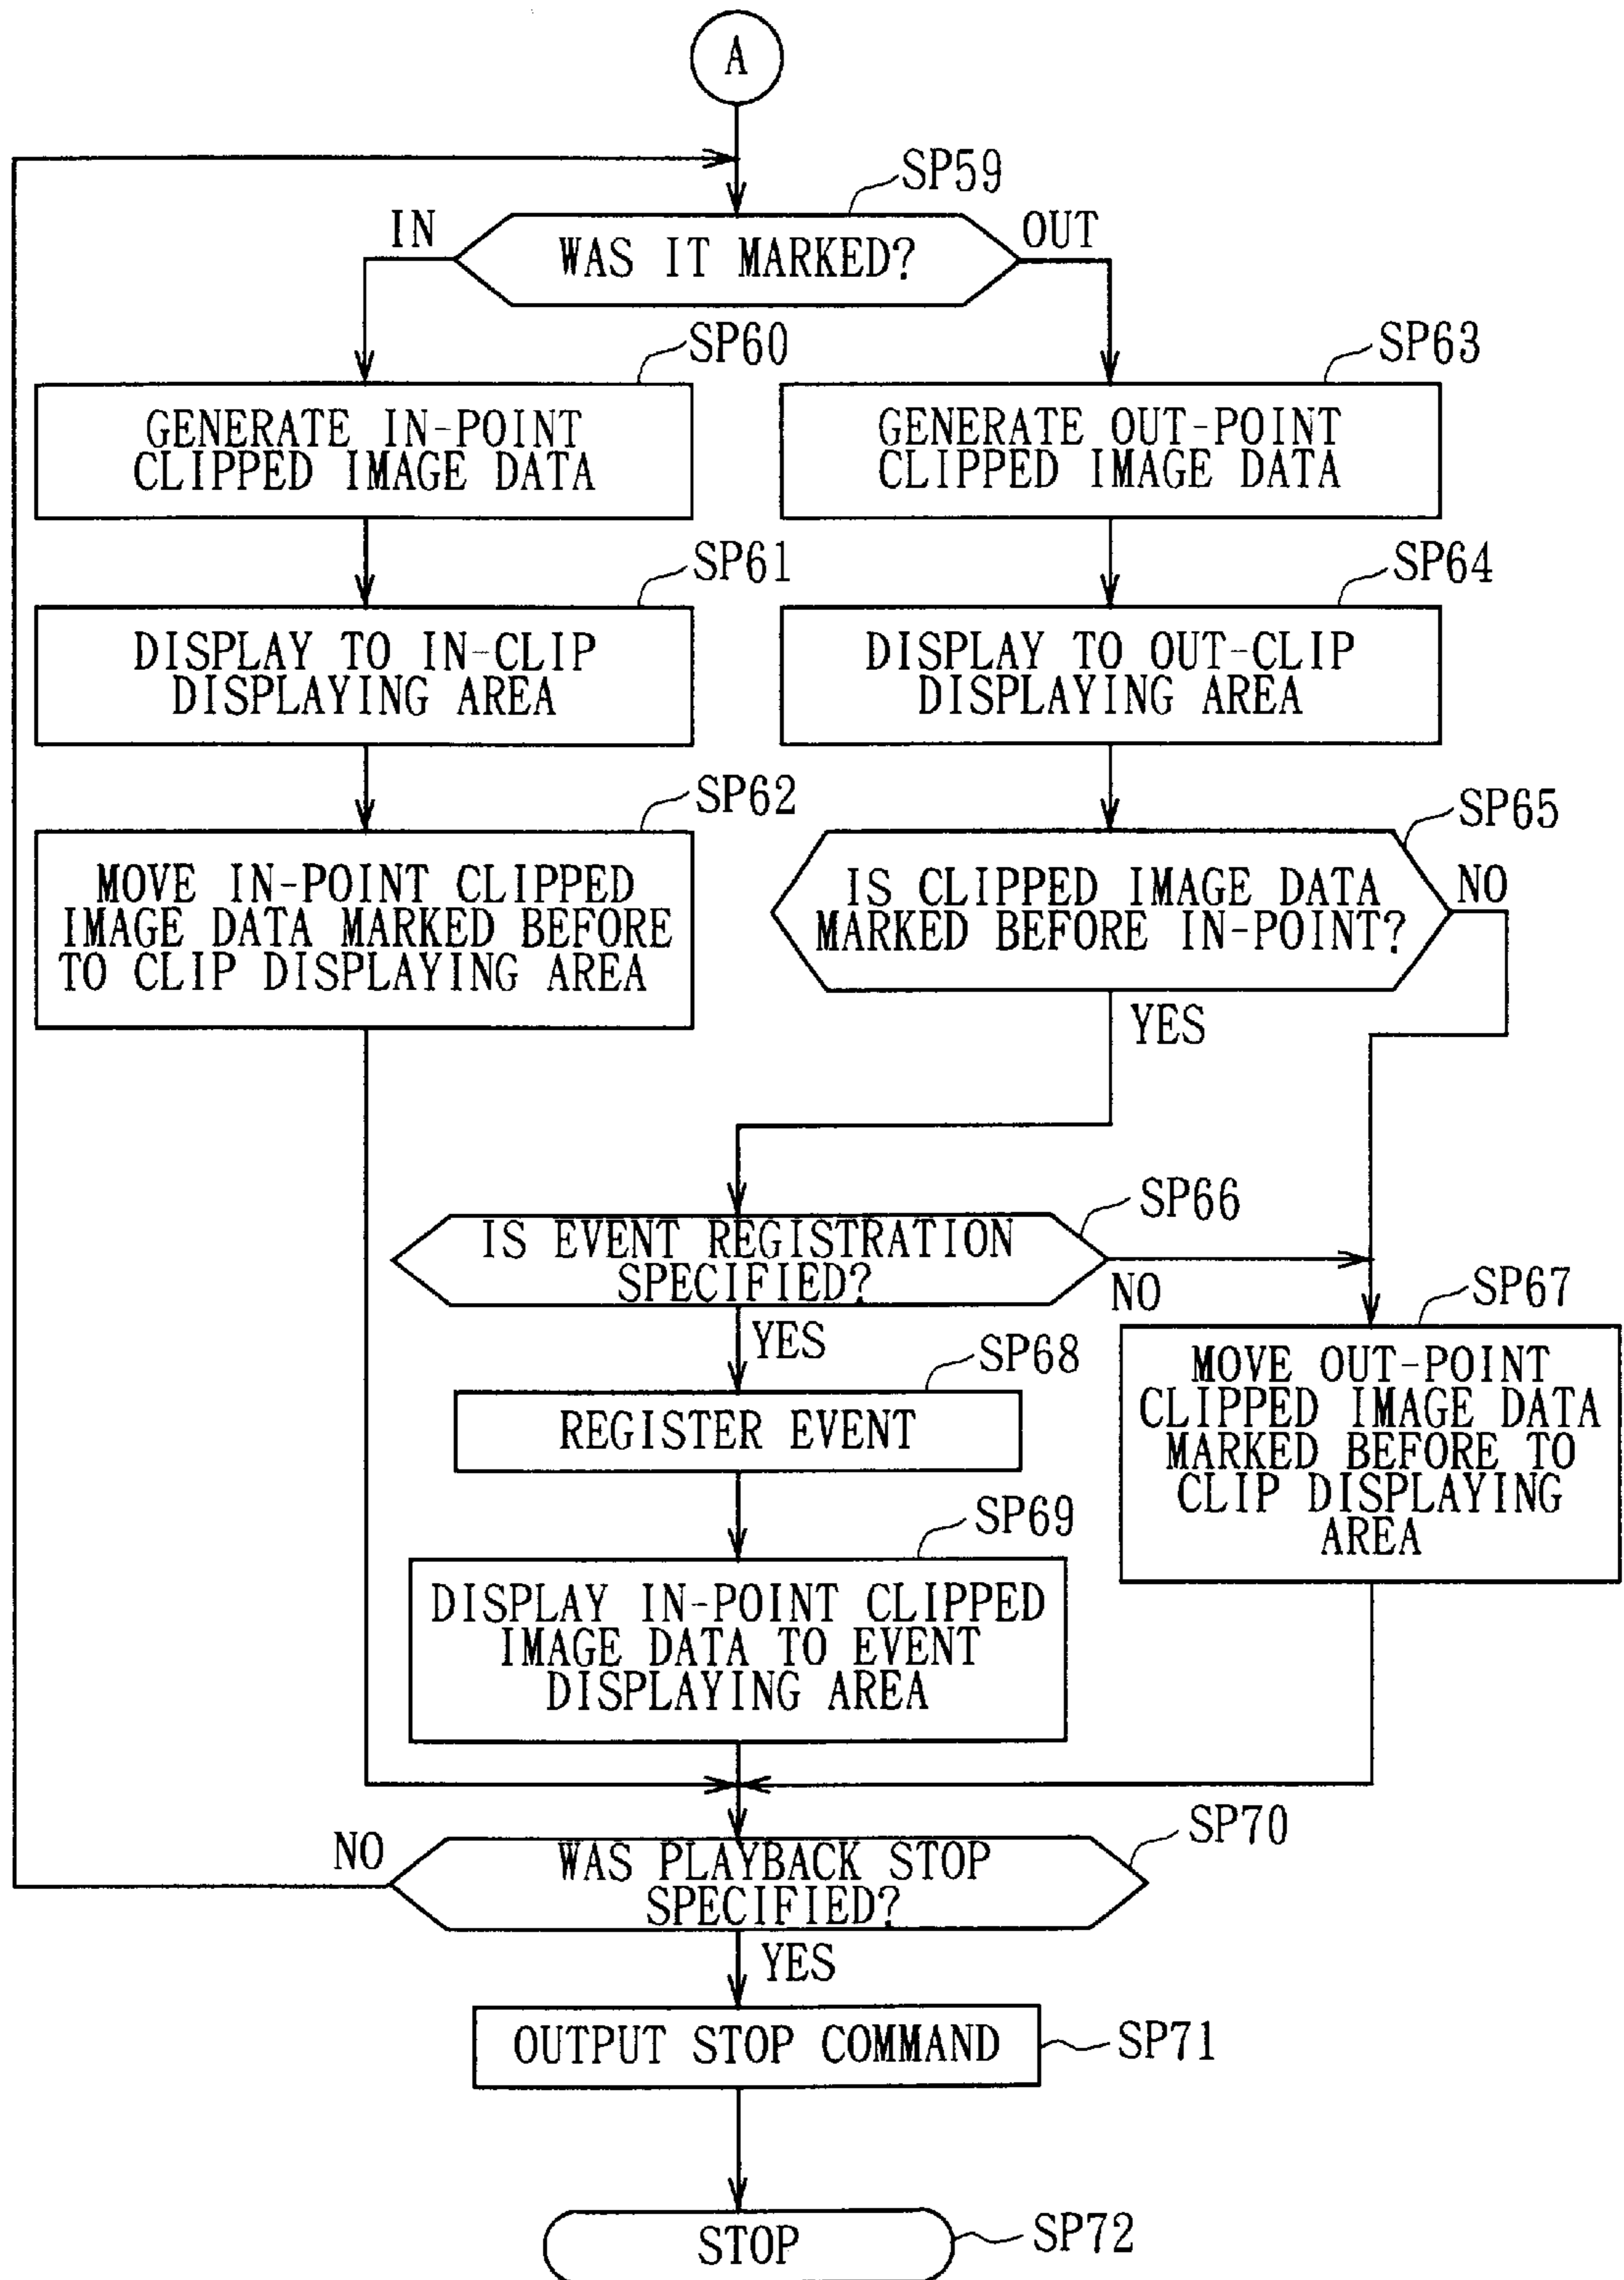 A
SP59
IN
OUT
WAS IT MARKED?
SP60
SP63
GENERATE IN-POINT
CLIPPED IMAGE DATA
GENERATE OUT-POINT
CLIPPED IMAGE DATA
SP61
SP64
DISPLAY TO IN-CLIP
DISPLAYING AREA
DISPLAY TO OUT-CLIP
DISPLAYING AREA
SP62
SP65
MOVE IN-POINT CLIPPED
IMAGE DATA MARKED BEFORE
TO CLIP DISPLAYING AREA
IS CLIPPED IMAGE DATA
MARKED BEFORE IN-POINT?
NO
YES
SP66
IS EVENT REGISTRATION
SPECIFIED?
NO
YES
SP67
MOVE OUT-POINT
CLIPPED IMAGE DATA
MARKED BEFORE TO
CLIP DISPLAYING
AREA
SP68
REGISTER EVENT
SP69
DISPLAY IN-POINT CLIPPED
IMAGE DATA TO EVENT
DISPLAYING AREA
SP70
NO
WAS PLAYBACK STOP
SPECIFIED?
YES
OUTPUT STOP COMMAND
SP71
STOP
SP72